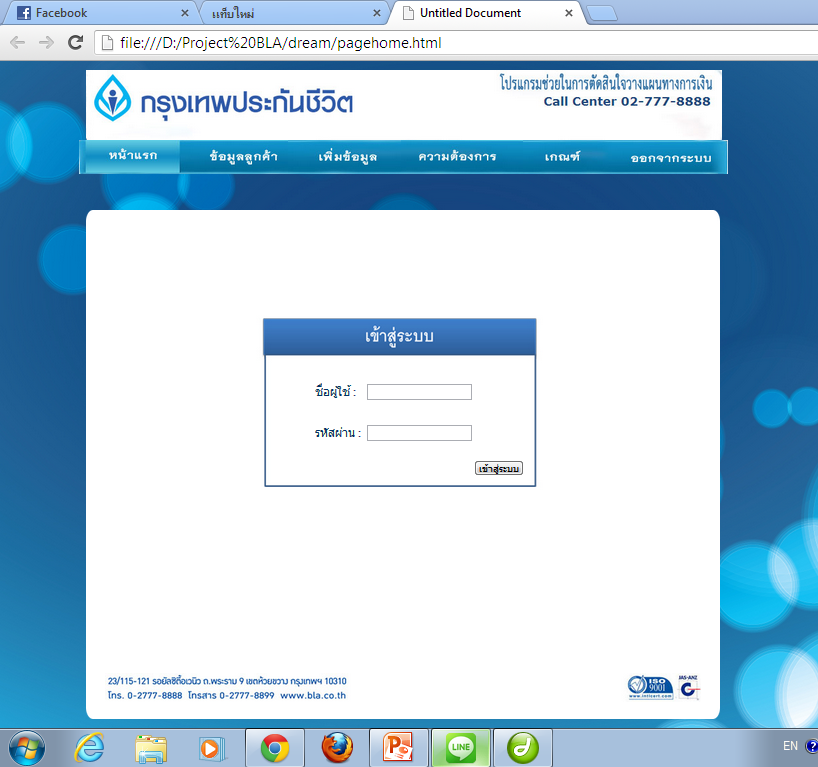 Facebook
แท็บใหม่
Untitled Document
file:///D:/Project%20BLA/dream/pagehome.html
กรุงเทพประกันชีวิต
โปรแกรมช่วยในการตัดสินใจวางแผนทางการเงิน
Call Center 02-777-8888
หน้าแรก ข้อมูลลูกค้า เพิ่มข้อมูล ความต้องการ เกณฑ์ ออกจากระบบ
เข้าสู่ระบบ
ชื่อผู้ใช้ :
รหัสผ่าน :
เข้าสู่ระบบ
23/115-121 รอยัลซิตี้อเวนิว ถ.พระราม 9 เขตห้วยขวาง กรุงเทพฯ 10310
โทร. 0-2777-8888 โทรสาร 0-2777-8899 www.bla.co.th
ISO 9001
www.intracert.com
JAS-ANZ
LINE
EN